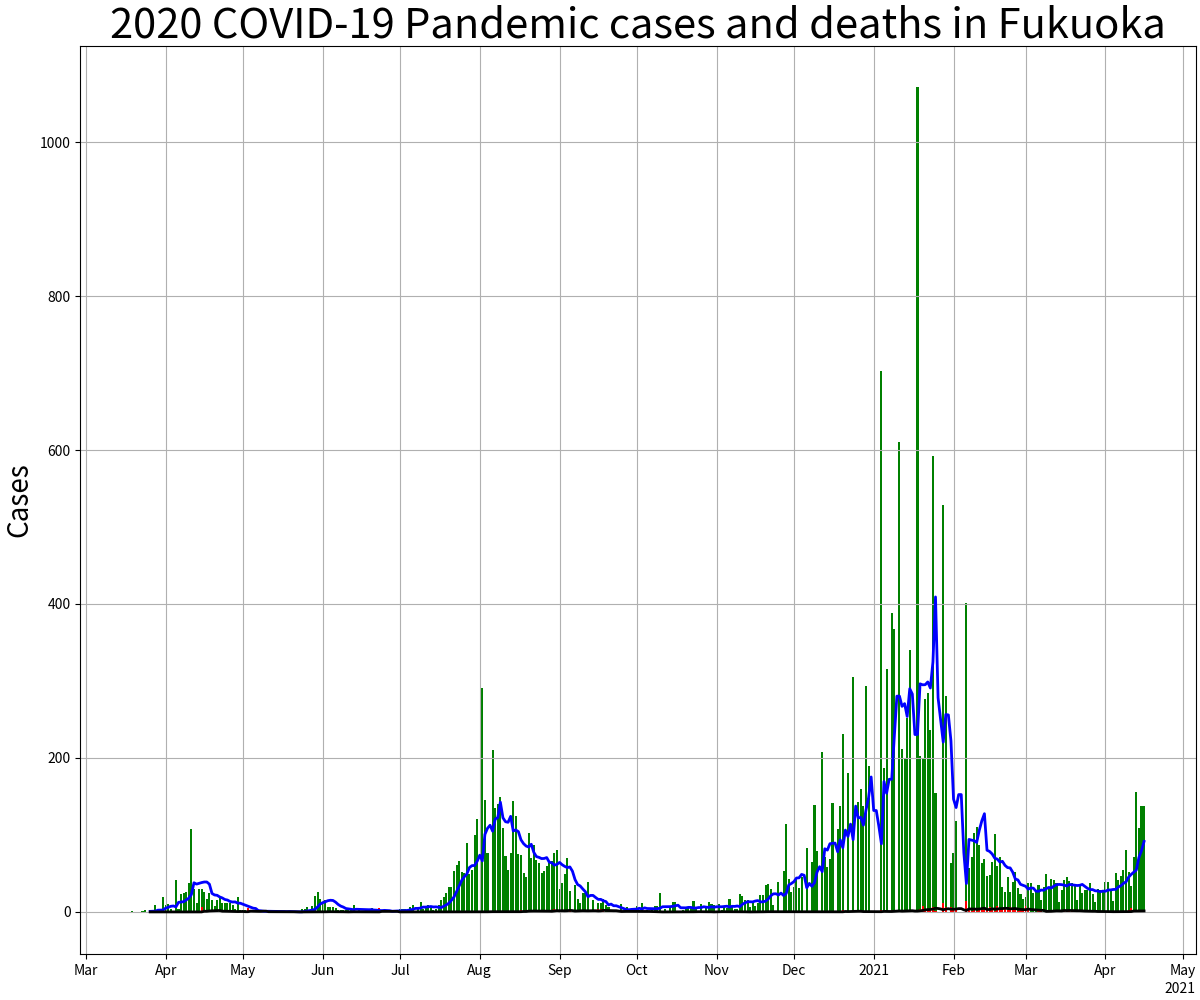 2020 COVID-19 Pandemic cases and deaths in Fukuoka
Cases
1000
800
600
400
200
0
Mar Apr May Jun Jul Aug Sep Oct Nov Dec 2021 Feb Mar Apr May
2021